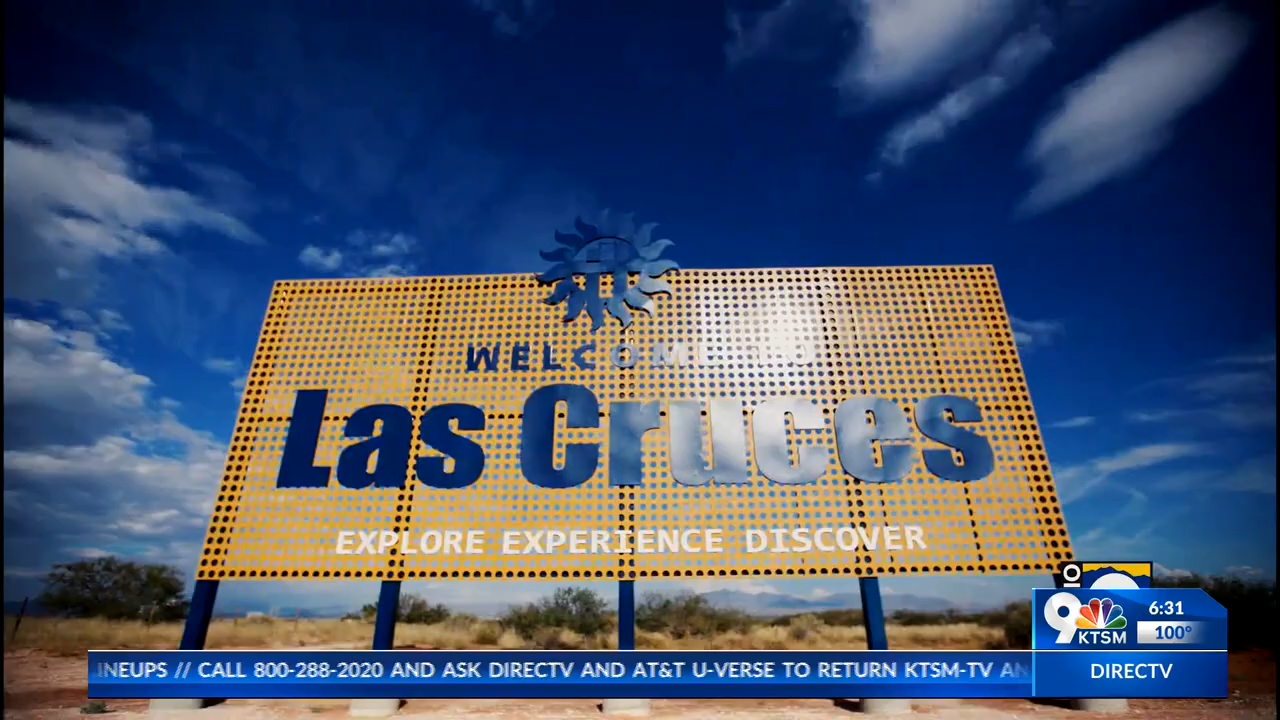 WELCOME TO
Las Cruces
EXPLORE EXPERIENCE DISCOVER
9
KTSM
6:31
100°
INEUPS // CALL 800-288-2020 AND ASK DIRECTV AND AT&T U-VERSE TO RETURN KTSM-TV AN
DIRECTV